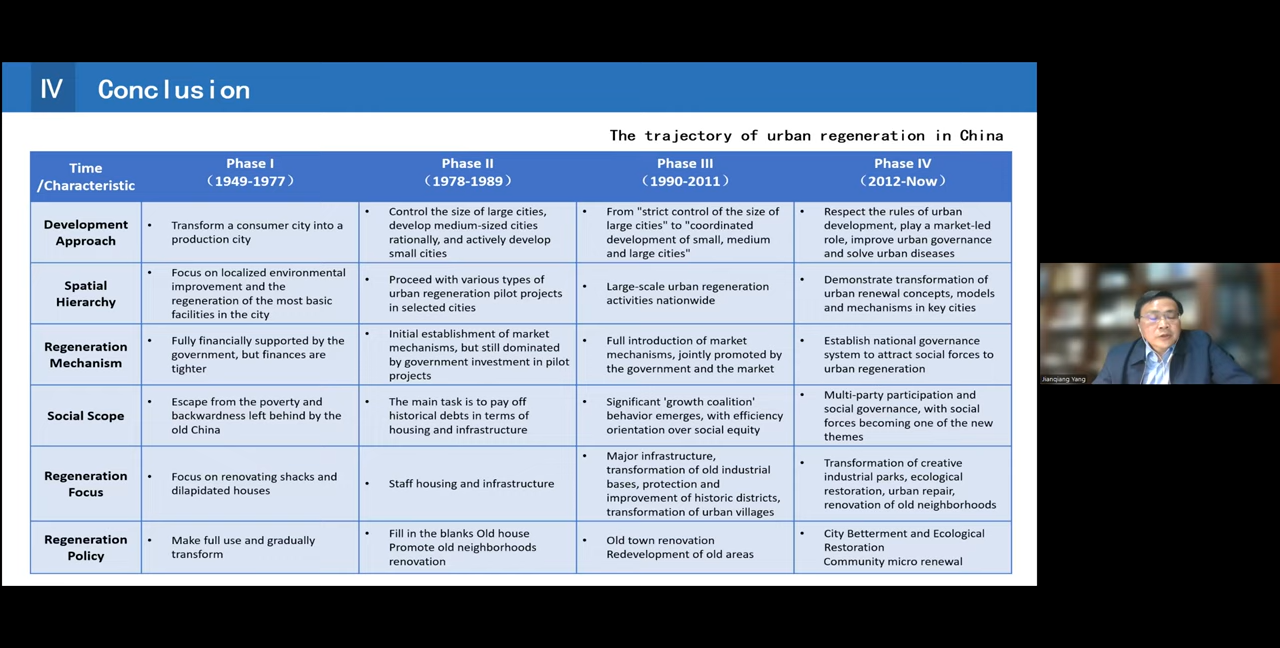 IV Conclusion
The trajectory of urban regeneration in China
Time
/Characteristic
Phase I
（1949-1977）
Phase II
（1978-1989）
Phase III
（1990-2011）
Phase IV
（2012-Now）
Development
Approach
• Transform a consumer city into a
production city
• Control the size of large cities,
develop medium-sized cities
rationally, and actively develop
small cities
• From "strict control of the size of
large cities" to "coordinated
development of small, medium
and large cities"
• Respect the rules of urban
development, play a market-led
role, improve urban governance
and solve urban diseases
Spatial
Hierarchy
• Focus on localized environmental
improvement and the
regeneration of the most basic
facilities in the city
• Proceed with various types of
urban regeneration pilot projects
in selected cities
• Large-scale urban regeneration
activities nationwide
• Demonstrate transformation of
urban renewal concepts, models
and mechanisms in key cities
Regeneration
Mechanism
• Fully financially supported by the
government, but finances are
tighter
• Initial establishment of market
mechanisms, but still dominated
by government investment in pilot
projects
• Full introduction of market
mechanisms, jointly promoted by
the government and the market
• Establish national governance
system to attract social forces to
urban regeneration
Social Scope
• Escape from the poverty and
backwardness left behind by the
old China
• The main task is to pay off
historical debts in terms of
housing and infrastructure
• Significant 'growth coalition'
behavior emerges, with efficiency
orientation over social equity
• Multi-party participation and
social governance, with social
forces becoming one of the new
themes
Regeneration
Focus
• Focus on renovating shacks and
dilapidated houses
• Staff housing and infrastructure
• Major infrastructure,
transformation of old industrial
bases, protection and
improvement of historic districts,
transformation of urban villages
• Transformation of creative
industrial parks, ecological
restoration, urban repair,
renovation of old neighborhoods
Regeneration
Policy
• Make full use and gradually
transform
• Fill in the blanks Old house
Promote old neighborhoods
renovation
• Old town renovation
Redevelopment of old areas
• City Betterment and Ecological
Restoration
Community micro renewal
Jianqiang Yang